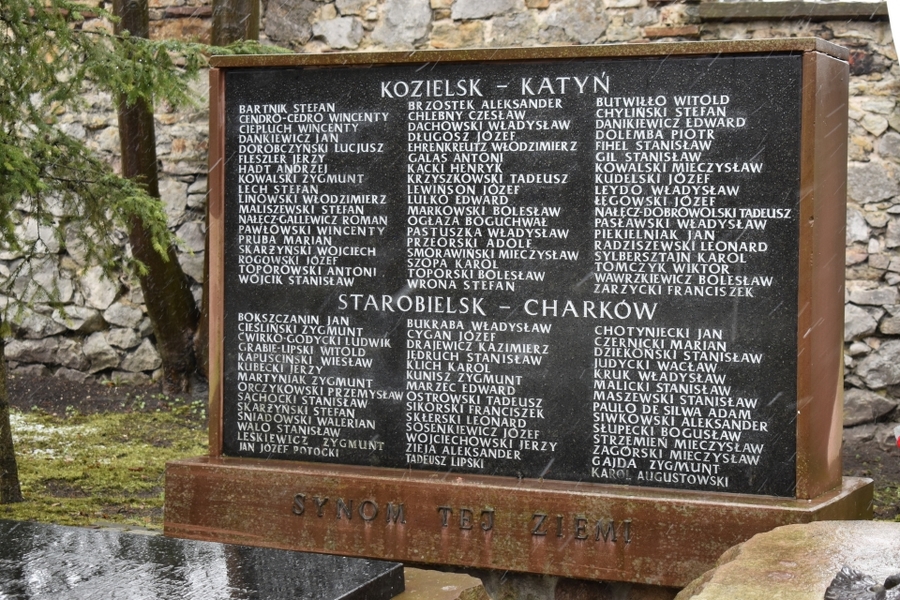 KOZIELSK – KATYŃ
BARTNIK STEFAN
CENDRO-CEDRO WINCENTY
CIEPLUCH WINCENTY
DANKIEWICZ JAN
DOROBCZYŃSKI LUCJUSZ
FLESZLER JERZY
HADT ANDRZEJ
KOWALSKI ZYGMUNT
LECH STEFAN
LINOWSKI WŁODZIMIERZ
MALISZEWSKI STEFAN
NAŁĘCZ-GALLEWICZ ROMAN
PAWŁOWSKI WINCENTY
PRUBA MARIAN
SKARŻYŃSKI WOJCIECH
ROGOWSKI JÓZEF
TOPOROWSKI ANTONI
WÓJCIK STANISŁAW
BRZOSTEK ALEKSANDER
CHLEBNY CZESŁAW
DACHOWSKI WŁADYSŁAW
DŁUGOSZ JÓZEF
EHRENKREUTZ WŁODZIMIERZ
GALAS ANTONI
KĄCKI HENRYK
KRZYSZKOWSKI TADEUSZ
LEWINSON JÓZEF
LULKO EDWARD
MARKOWSKI BOLESŁAW
OGŁAZA BOGUCHWAŁ
PASTUSZKA WŁADYSŁAW
PRZEORSKI ADOLF
SMORAWIŃSKI MIECZYSŁAW
SZOPA KAROL
TOPORSKI BOLESŁAW
WRONA STEFAN
BUTWIŁŁO WITOLD
CHYLIŃSKI STEFAN
DANIKIEWICZ EDWARD
DOLEMBA PIOTR
FIHEL STANISŁAW
GIL STANISŁAW
KOWALSKI MIECZYSŁAW
KUDELSKI JÓZEF
LEYDO WŁADYSŁAW
ŁĘGOWSKI JÓZEF
NAŁĘCZ-DOBROWOLSKI TADEUSZ
PASŁAWSKI WŁADYSŁAW
PIEKIELNIAK JAN
RADZISZEWSKI LEONARD
SYLBERSZTAJN KAROL
TOMCZYK WIKTOR
WAWRZKIEWICZ BOLESŁAW
ZARZYCKI FRANCISZEK
STAROBIELSK – CHARKÓW
BOKSZCZANIN JAN
CIEŚLIŃSKI ZYGMUNT
ĆWIRKO-GODYCKI LUDWIK
GRABIE-LIPSKI WITOLD
KAPUŚCIŃSKI WIESŁAW
KUBECKI JERZY
MARTYNIAK ZYGMUNT
ORCZYKOWSKI PRZEMYSŁAW
SĄCHOCKI STANISŁAW
SKARŻYŃSKI STEFAN
ŚNIADOWSKI WALERIAN
WALO STANISŁAW
LESKIEWICZ ZYGMUNT
JAN JÓZEF POTOCKI
BUKRABA WŁADYSŁAW
CYGAN JÓZEF
DRAJEWICZ KAZIMIERZ
JĘDRUCH STANISŁAW
KLICH KAROL
KUNISZ ZYGMUNT
MARZEC EDWARD
OSTROWSKI TADEUSZ
SIKORSKI FRANCISZEK
SKĘRSKI LEONARD
SOSENKIEWICZ JÓZEF
WOJCIECHOWSKI JERZY
ZIEJA ALEKSANDER
TADEUSZ LIPSKI
CHOTYNIECKI JAN
CZERNICKI MARIAN
DZIEKOŃSKI STANISŁAW
JUDYCKI WACŁAW
KRUK WŁADYSŁAW
MALICKI STANISŁAW
MASZEWSKI STANISŁAW
PAULO DE SILWA ADAM
SIWKOWSKI ALEKSANDER
SŁUPECKI BOGUSŁAW
STRZEMIEŃ MIECZYSŁAW
ZAGÓRSKI MIECZYSŁAW
GAJDA ZYGMUNT
KAROL AUGUSTOWSKI
SYNOM TEJ ZIEMI